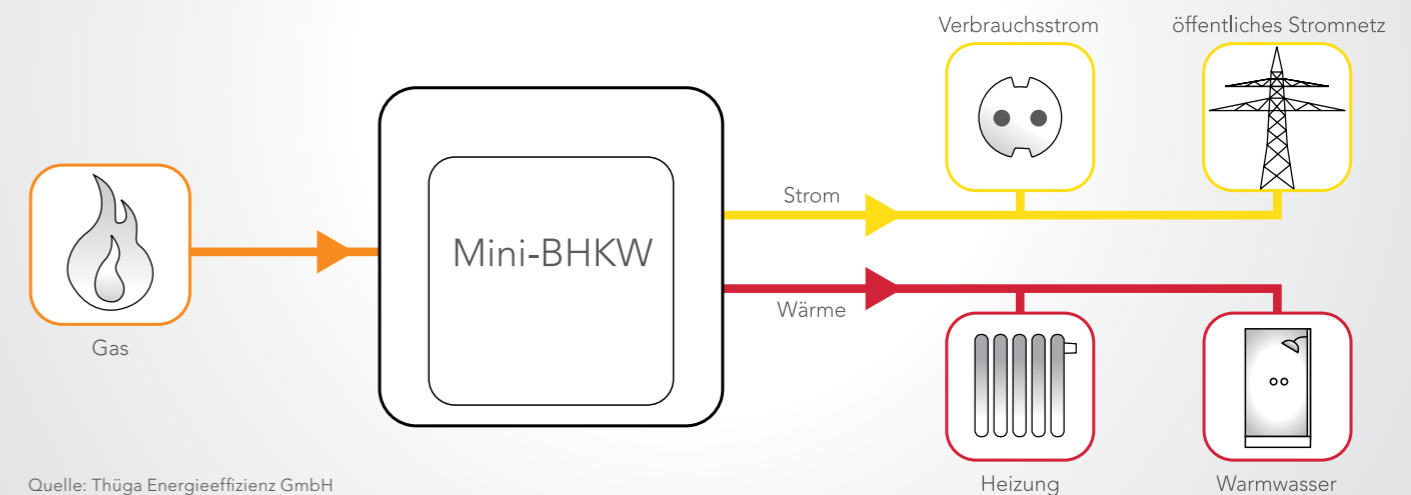 Verbrauchsstrom
öffentliches Stromnetz
Strom
Mini-BHKW
Wärme
Gas
Heizung
Warmwasser
Quelle: Thüga Energieeffizienz GmbH